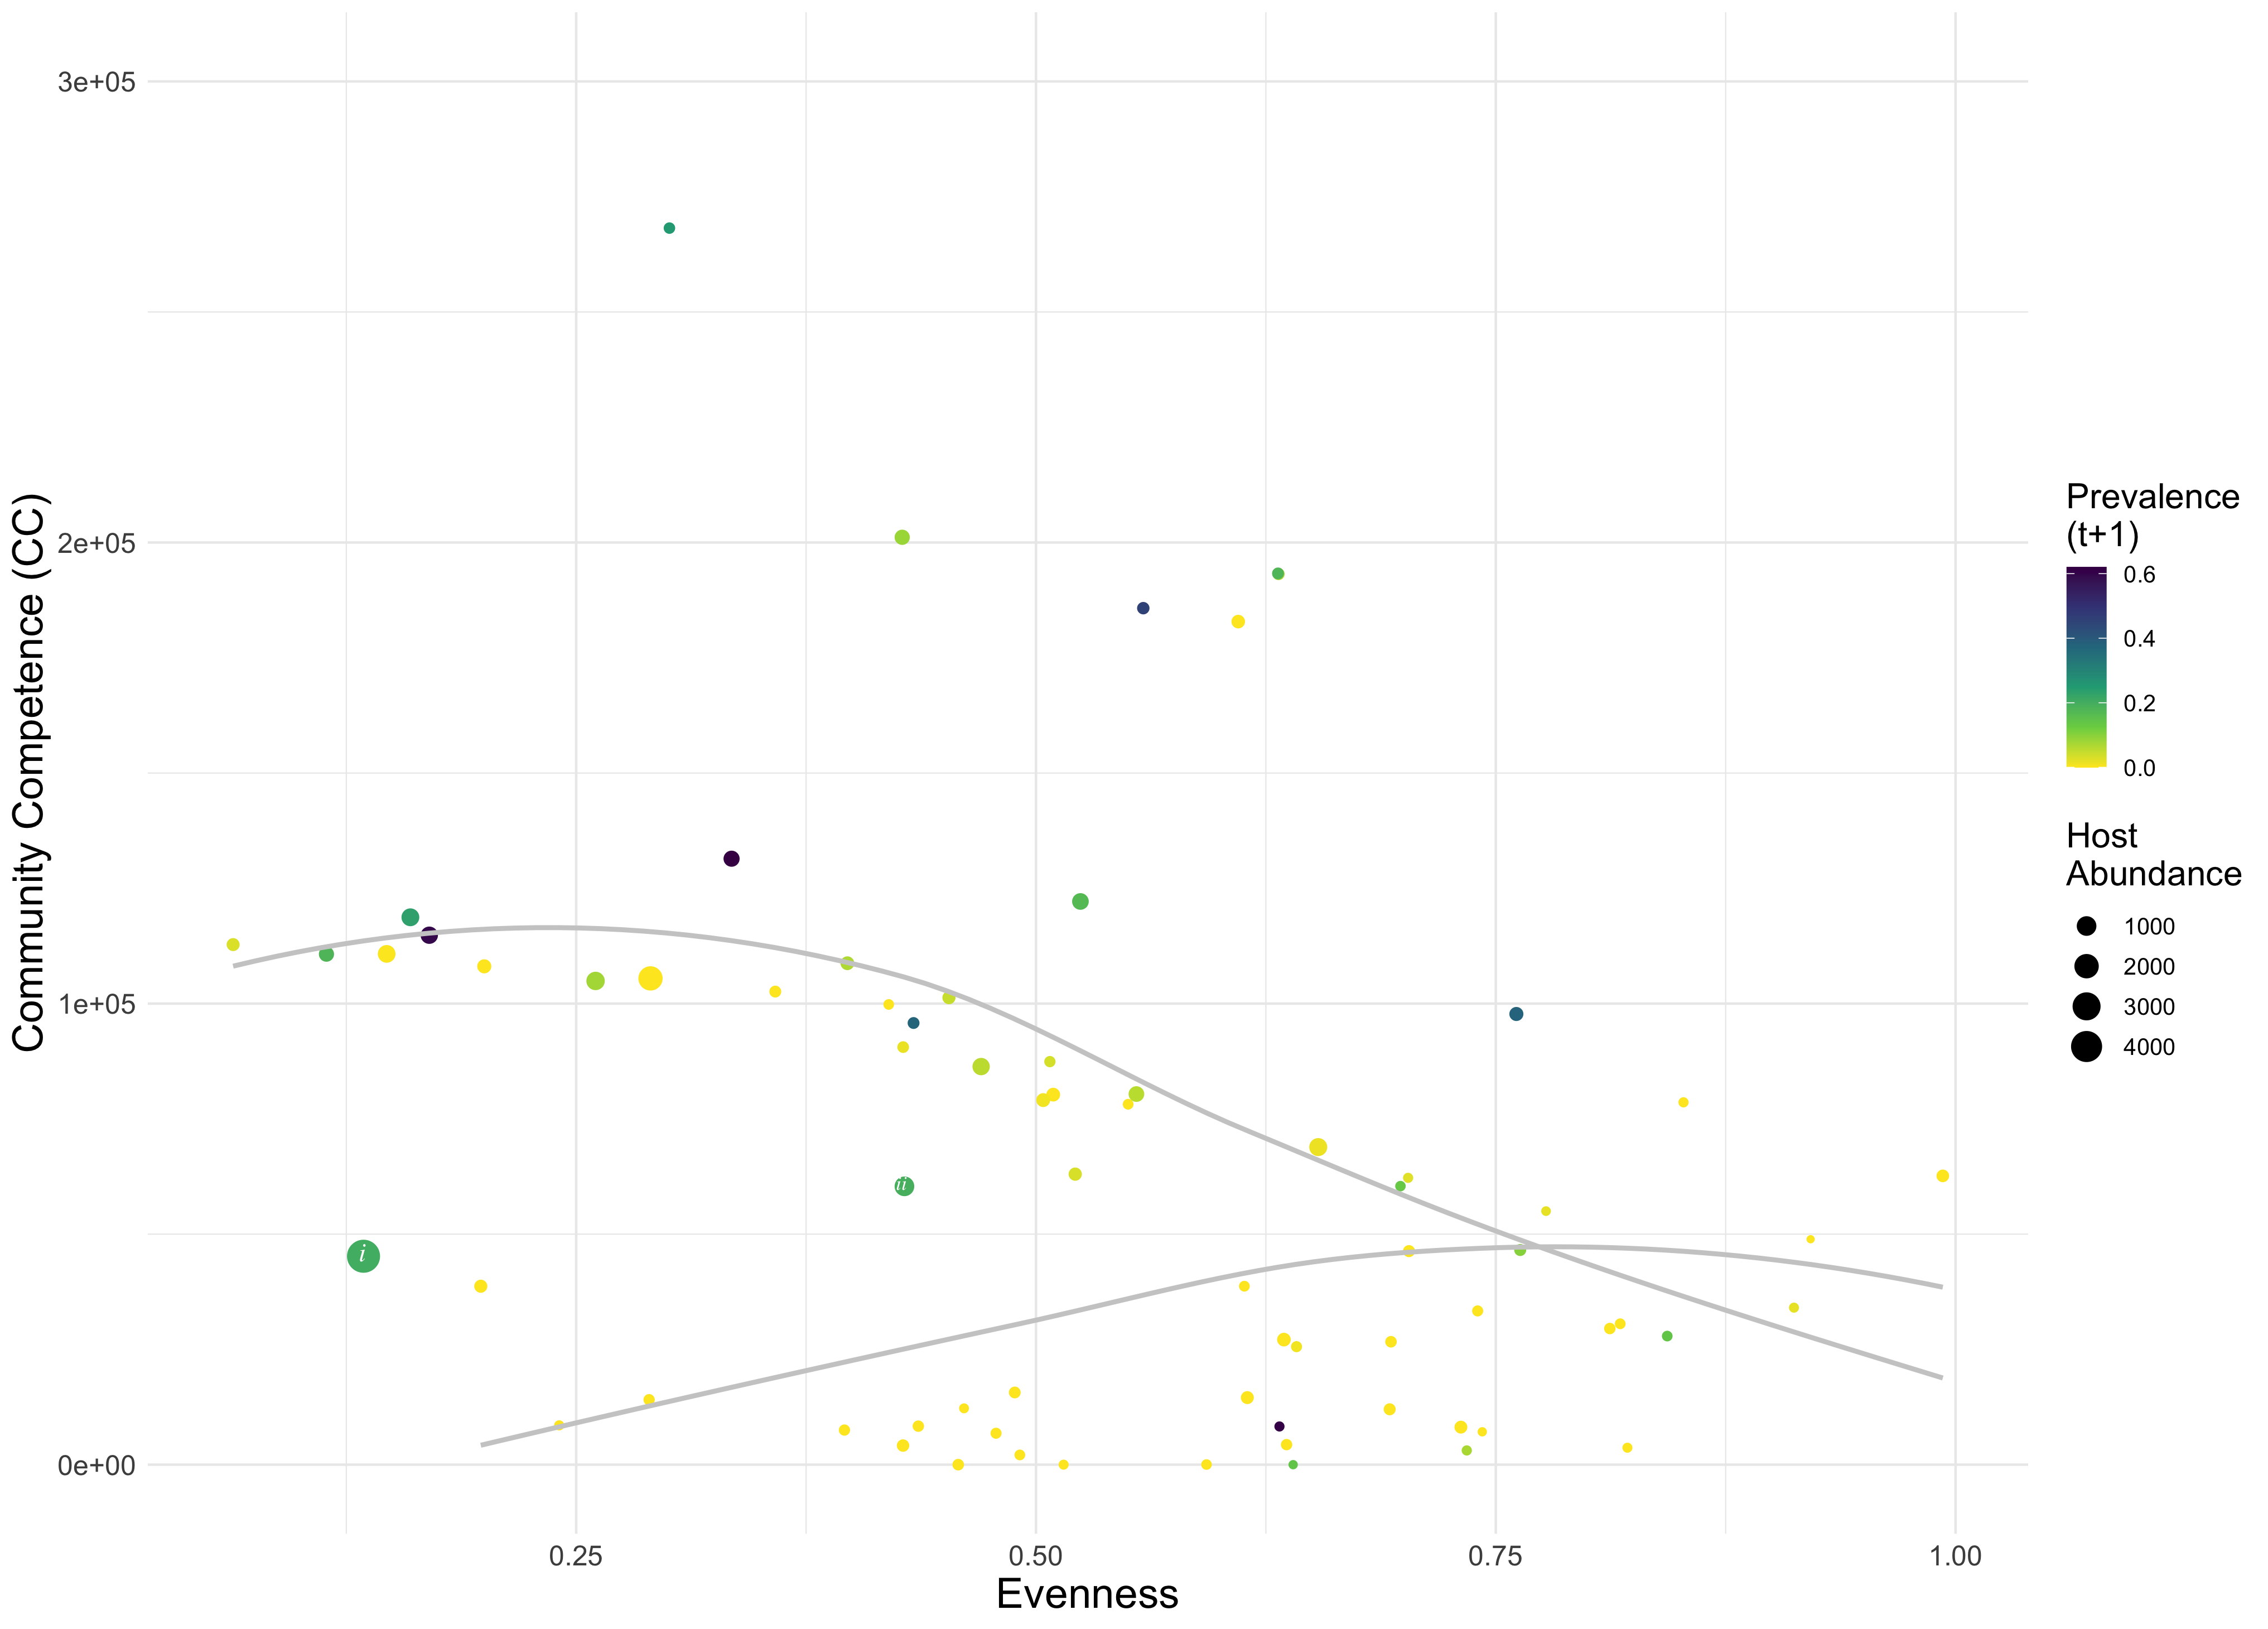 3e+05
2e+05
1e+05
0e+00
Community Competence (CC)
i
ii
0.25
0.50
0.75
1.00
Evenness
Prevalence
(t+1)
0.6
0.4
0.2
0.0
Host
Abundance
1000
2000
3000
4000